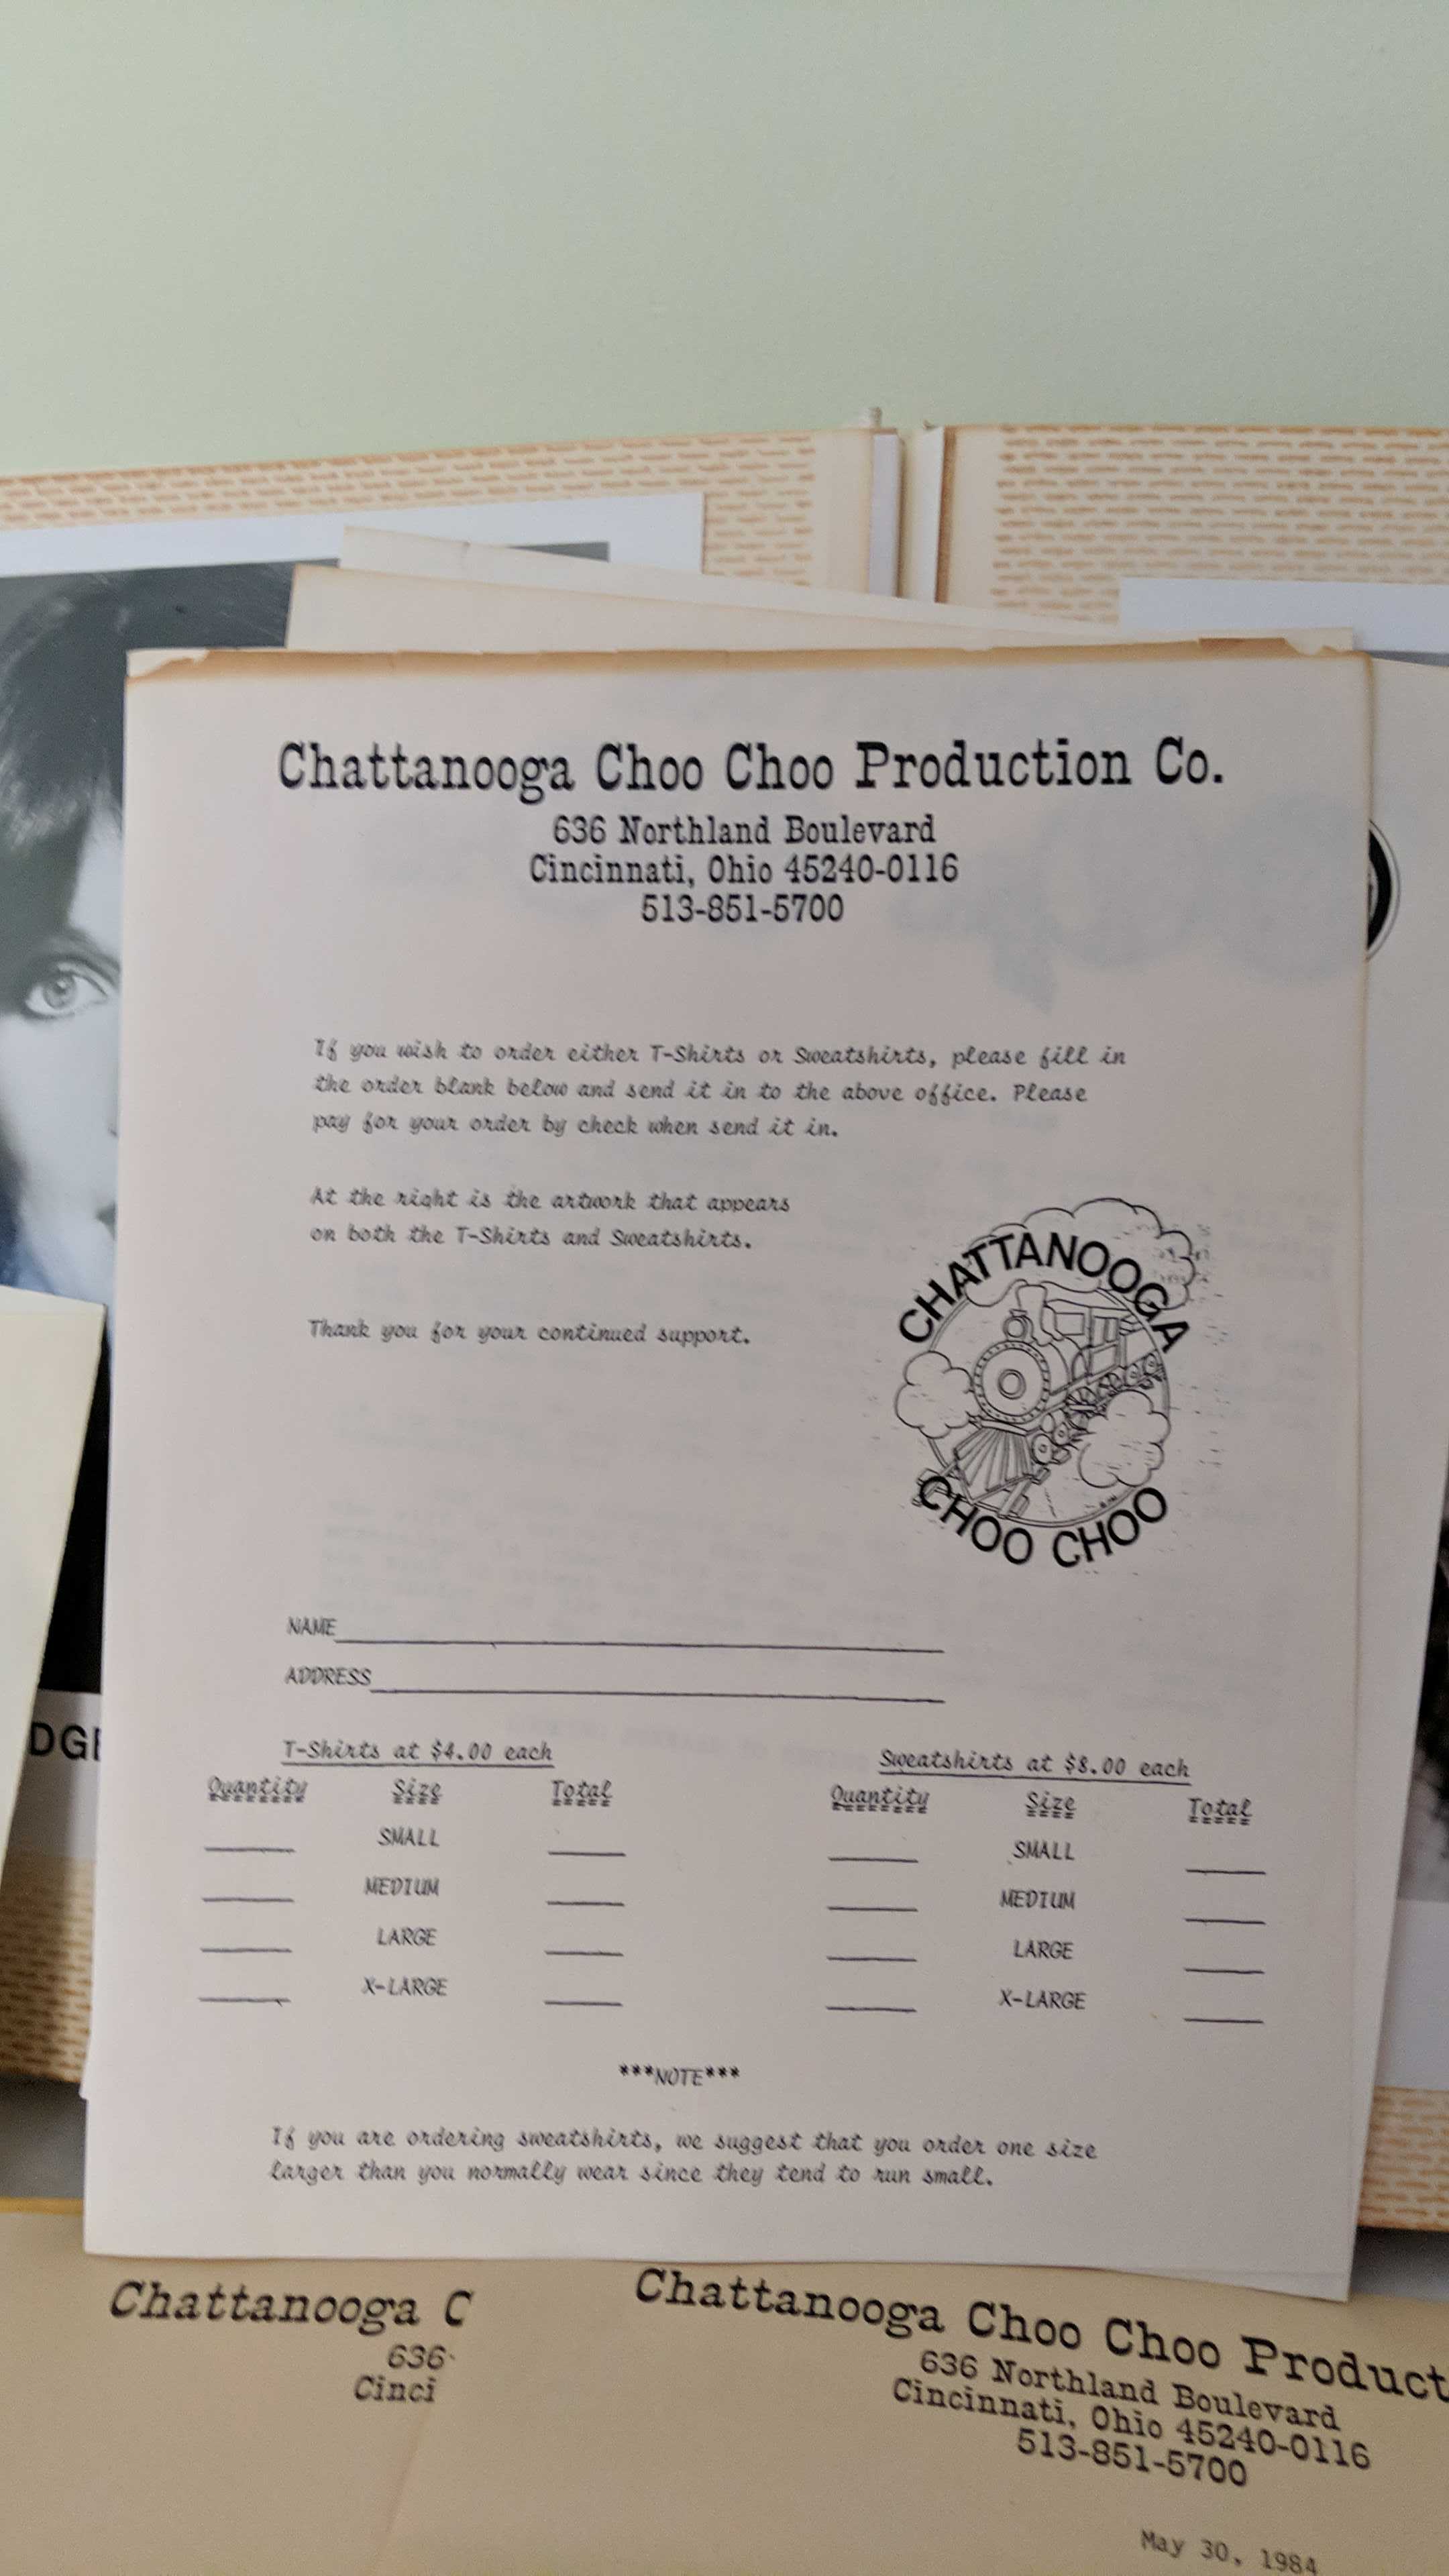 Chattanooga Choo Choo Production Co.
636 Northland Boulevard
Cincinnati, Ohio 45240-0116
513-851-5700
If you wish to order either T-Shirts or Sweatshirts, please fill in
the order blank below and send it in to the above office. Please
pay for your order by check when send it in.
At the right is the artwork that appears
on both the T-Shirts and Sweatshirts.
Thank you for your continued support.
CHATTANOOGA
CHOO CHOO
NAME
ADDRESS
T-Shirts at $4.00 each
Quantity Size Total
SMALL
MEDIUM
LARGE
X-LARGE
Sweatshirts at $8.00 each
Quantity Size Total
SMALL
MEDIUM
LARGE
X-LARGE
***NOTE***
If you are ordering sweatshirts, we suggest that you order one size
larger than you normally wear since they tend to run small.
DG
Chattanooga C
636
Cinci
Chattanooga Choo Choo Product
636 Northland Boulevard
Cincinnati, Ohio 45240-0116
513-851-5700
May 30, 1984